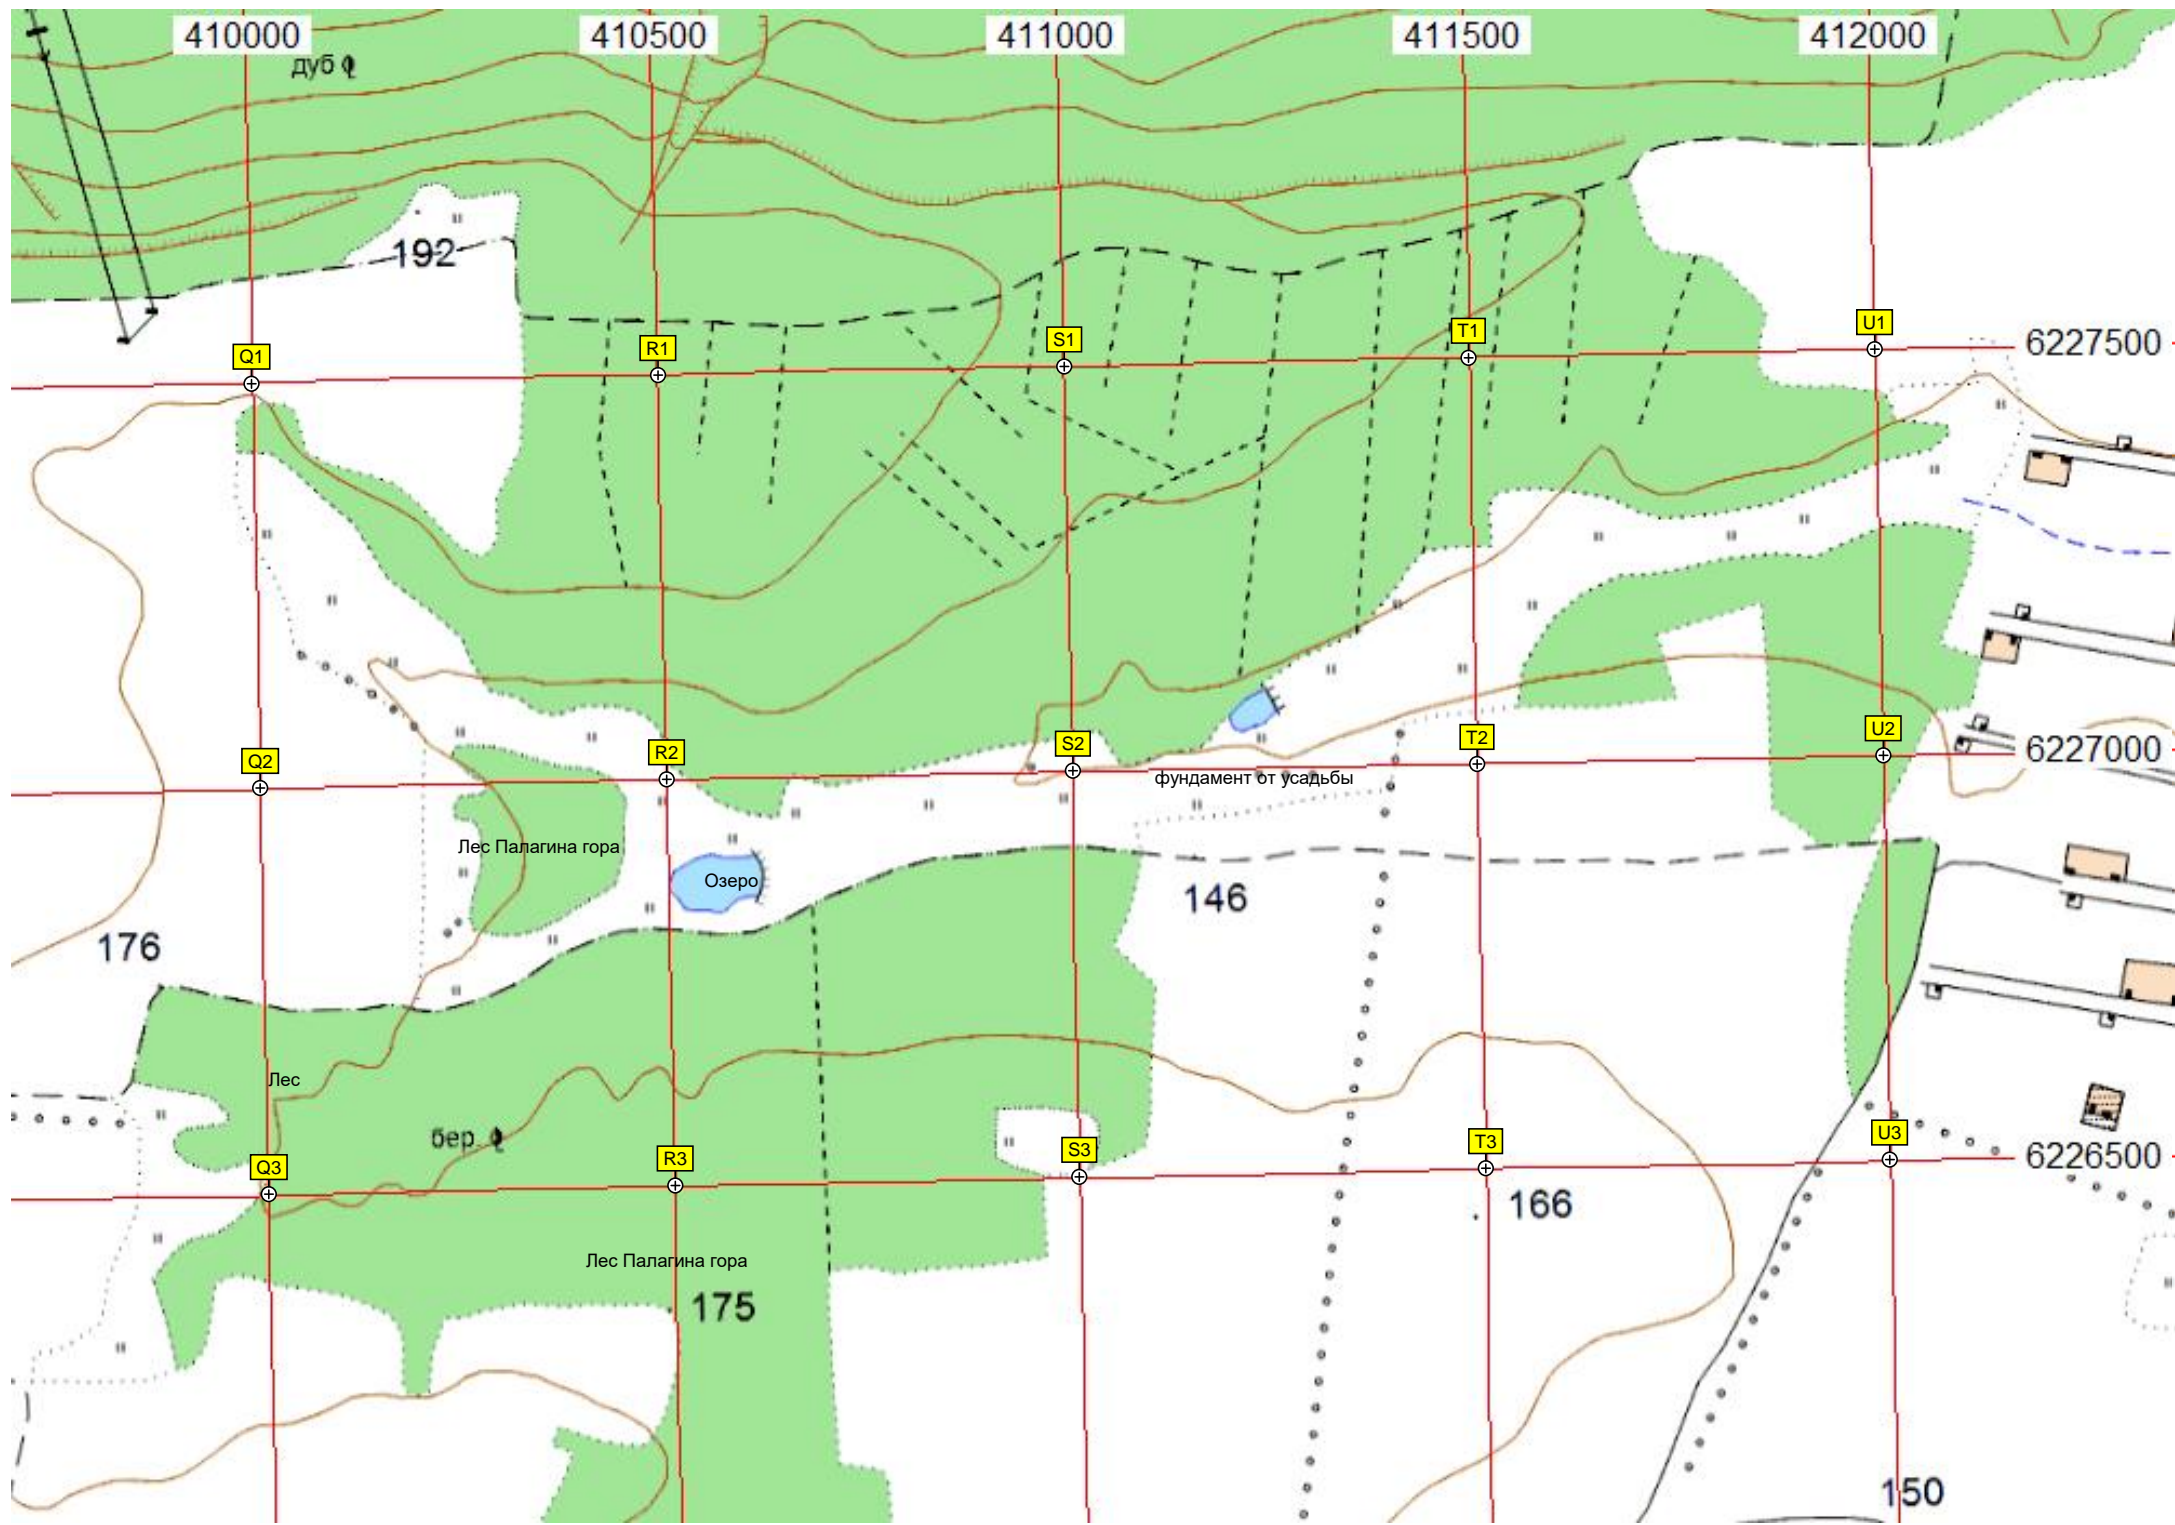 410000 410500 411000 411500 412000
дуб
192
Q1 R1 S1 T1 U1 6227500
Q2 R2 S2 T2 U2 6227000
фундамент от усадьбы
Лес Палагина гора
Озеро
146
176
Лес
бер.
Q3 R3 S3 T3 U3 6226500
166
Лес Палагина гора
175
150